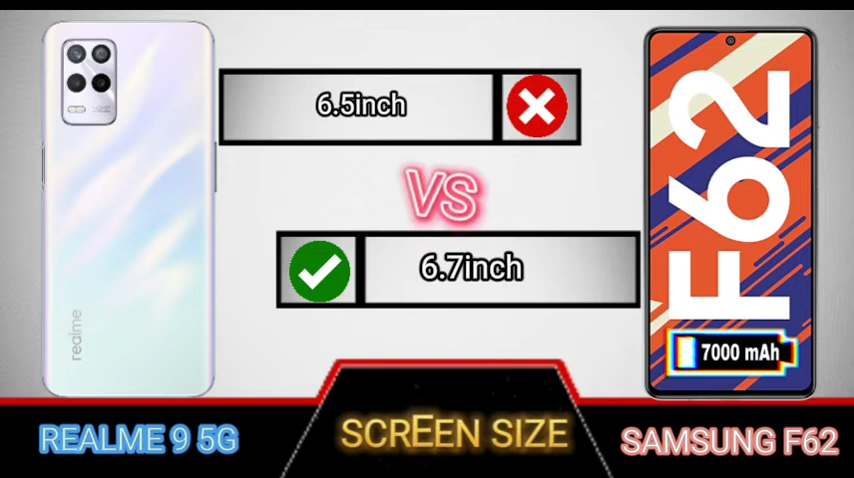 6.5inch
VS
6.7inch
realme
F62
7000 mAh
REALME 9 5G
SCREEN SIZE
SAMSUNG F62